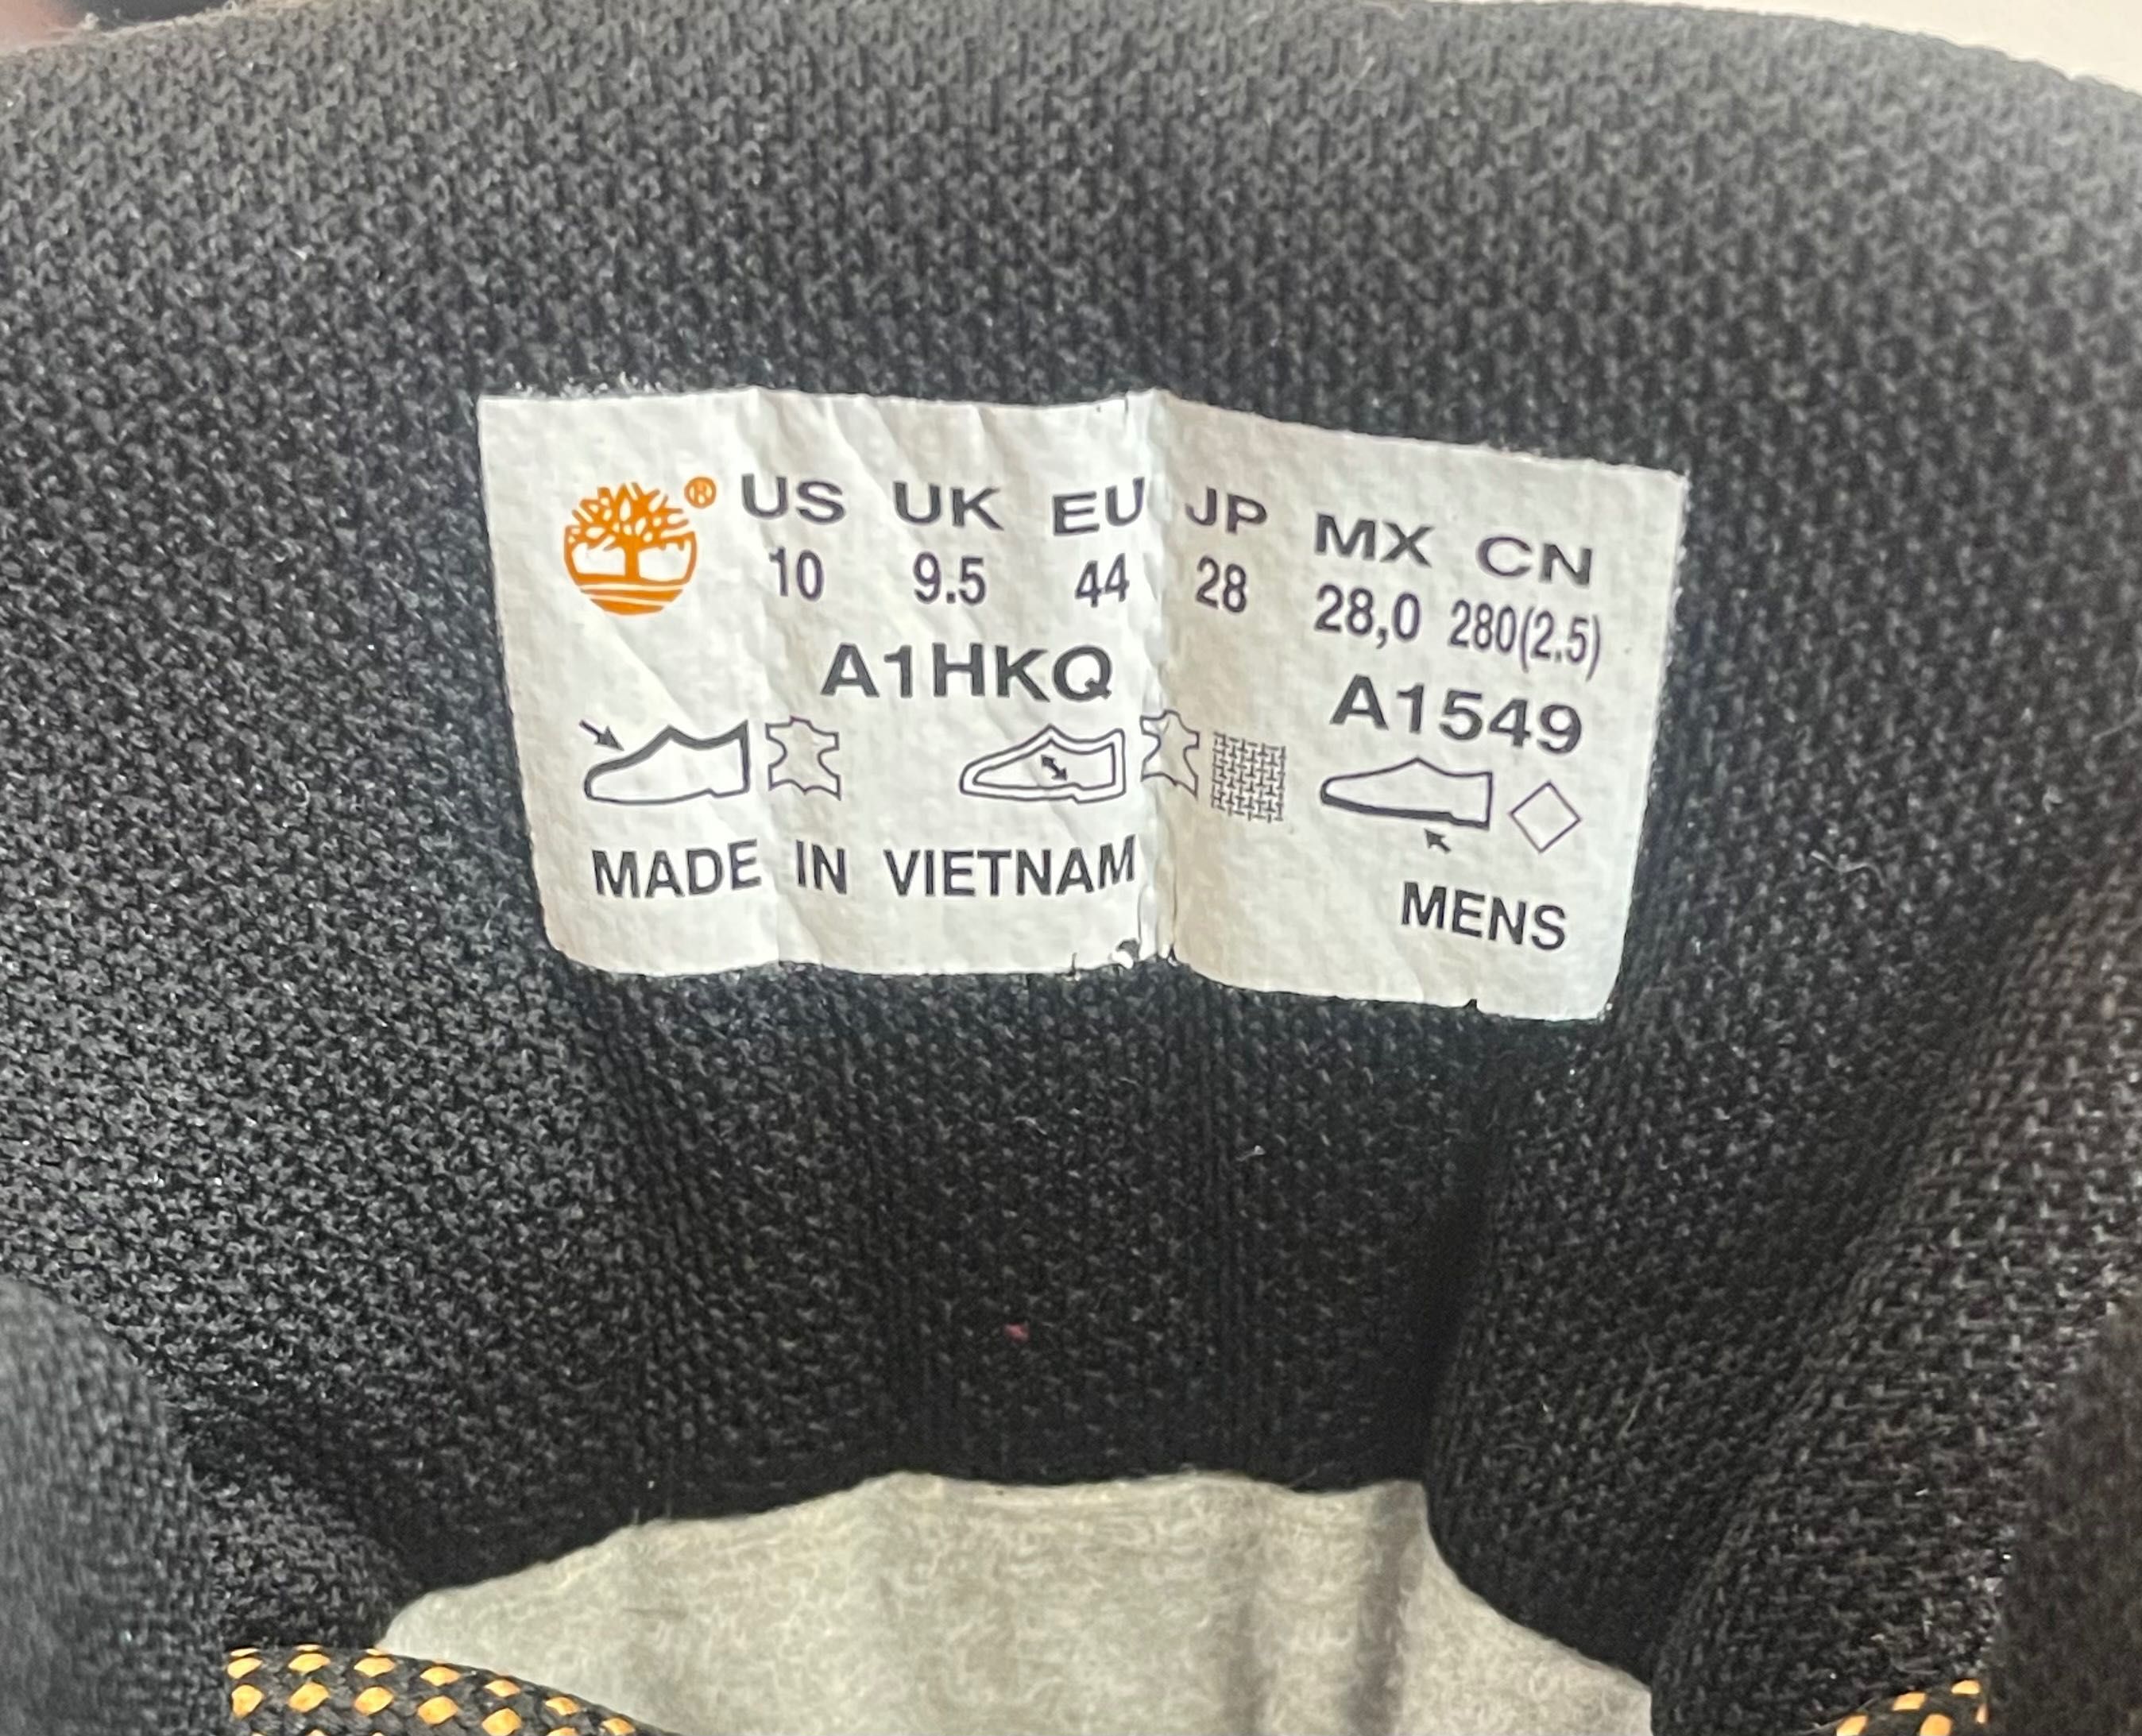 ® US UK EU JP MX CN
10 9.5 44 28 28,0 280(2.5)
A1HKQ A1549
MADE IN VIETNAM MENS